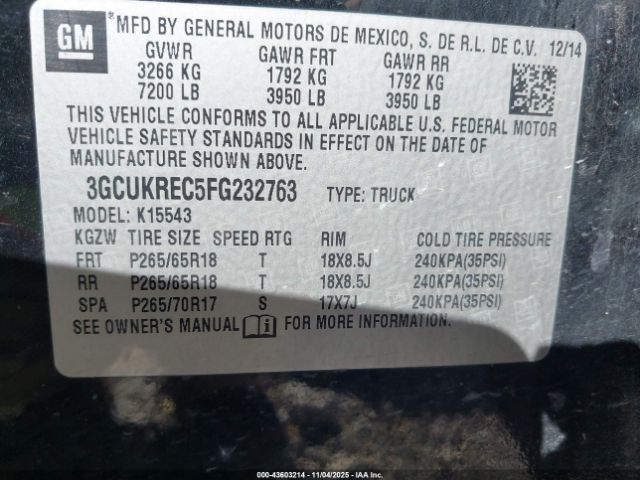 GM
*MFD BY GENERAL MOTORS DE MEXICO, S. DE R.L. DE C.V. 12/14
GVWR GAWR FRT GAWR RR
3266 KG 1792 KG 1792 KG
7200 LB 3950 LB 3950 LB
THIS VEHICLE CONFORMS TO ALL APPLICABLE U.S. FEDERAL MOTOR
VEHICLE SAFETY STANDARDS IN EFFECT ON THE DATE OF
MANUFACTURE SHOWN ABOVE.
3GCUKREC5FG232763 TYPE: TRUCK
MODEL: K15543
KGZW TIRE SIZE SPEED RTG RIM COLD TIRE PRESSURE
FRT P265/65R18 T 18X8.5J 240KPA(35PSI)
RR P265/65R18 T 18X8.5J 240KPA(35PSI)
SPA P265/70R17 S 17X7J 240KPA(35PSI)
SEE OWNER'S MANUAL FOR MORE INFORMATION.
00-43603214 - 11/04/2025 - IAA Inc.